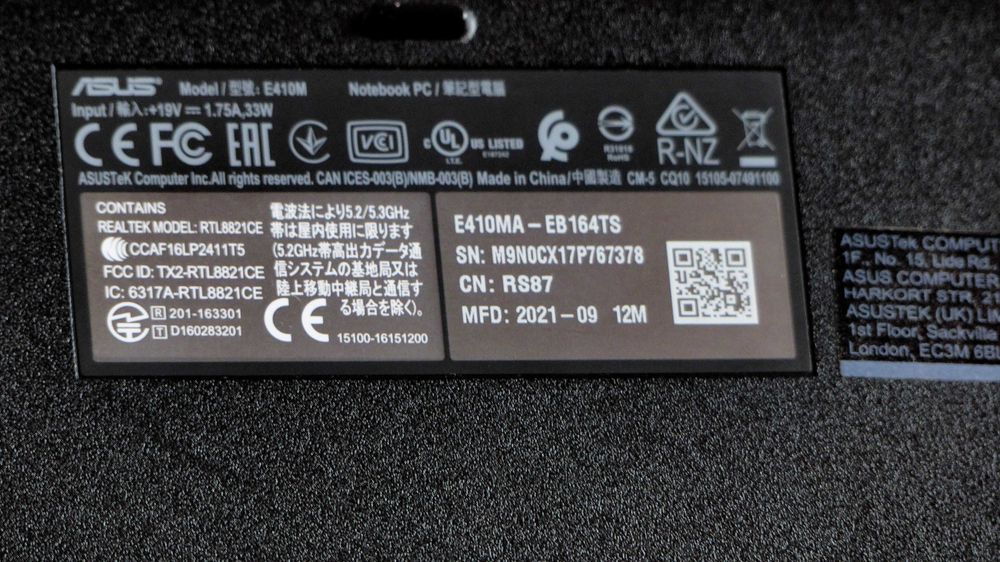 ASUS Model / 型號: E410M Notebook PC / 筆記型電腦
Input / 輸入:+19V ⎓ 1.75A,33W
CE FC EAC VCCI c UL US LISTED R-NZ
I.T.E. E187242 R31818 RoHS
ASUSTeK Computer Inc.All rights reserved. CAN ICES-003(B)/NMB-003(B) Made in China/中國製造 CM-5 CQ10 15105-07491100
CONTAINS
REALTEK MODEL: RTL8821CE
CCAF16LP2411T5
FCC ID: TX2-RTL8821CE
IC: 6317A-RTL8821CE
R 201-163301
T D160283201
電波法により5.2/5.3GHz
帯は屋内使用に限ります
(5.2GHz帯高出力データ通
信システムの基地局又は
陸上移動中継局と通信す
る場合を除く)。
CE
15100-16151200
E410MA-EB164TS
SN: M9N0CX17P767378
CN: RS87
MFD: 2021-09 12M
ASUSTek COMPUT
1F., No. 15, Lide Rd.,
ASUS COMPUTER
HARKORT STR. 21
ASUSTEK (UK) LIM
1st Floor, Sackville
London, EC3M 6B